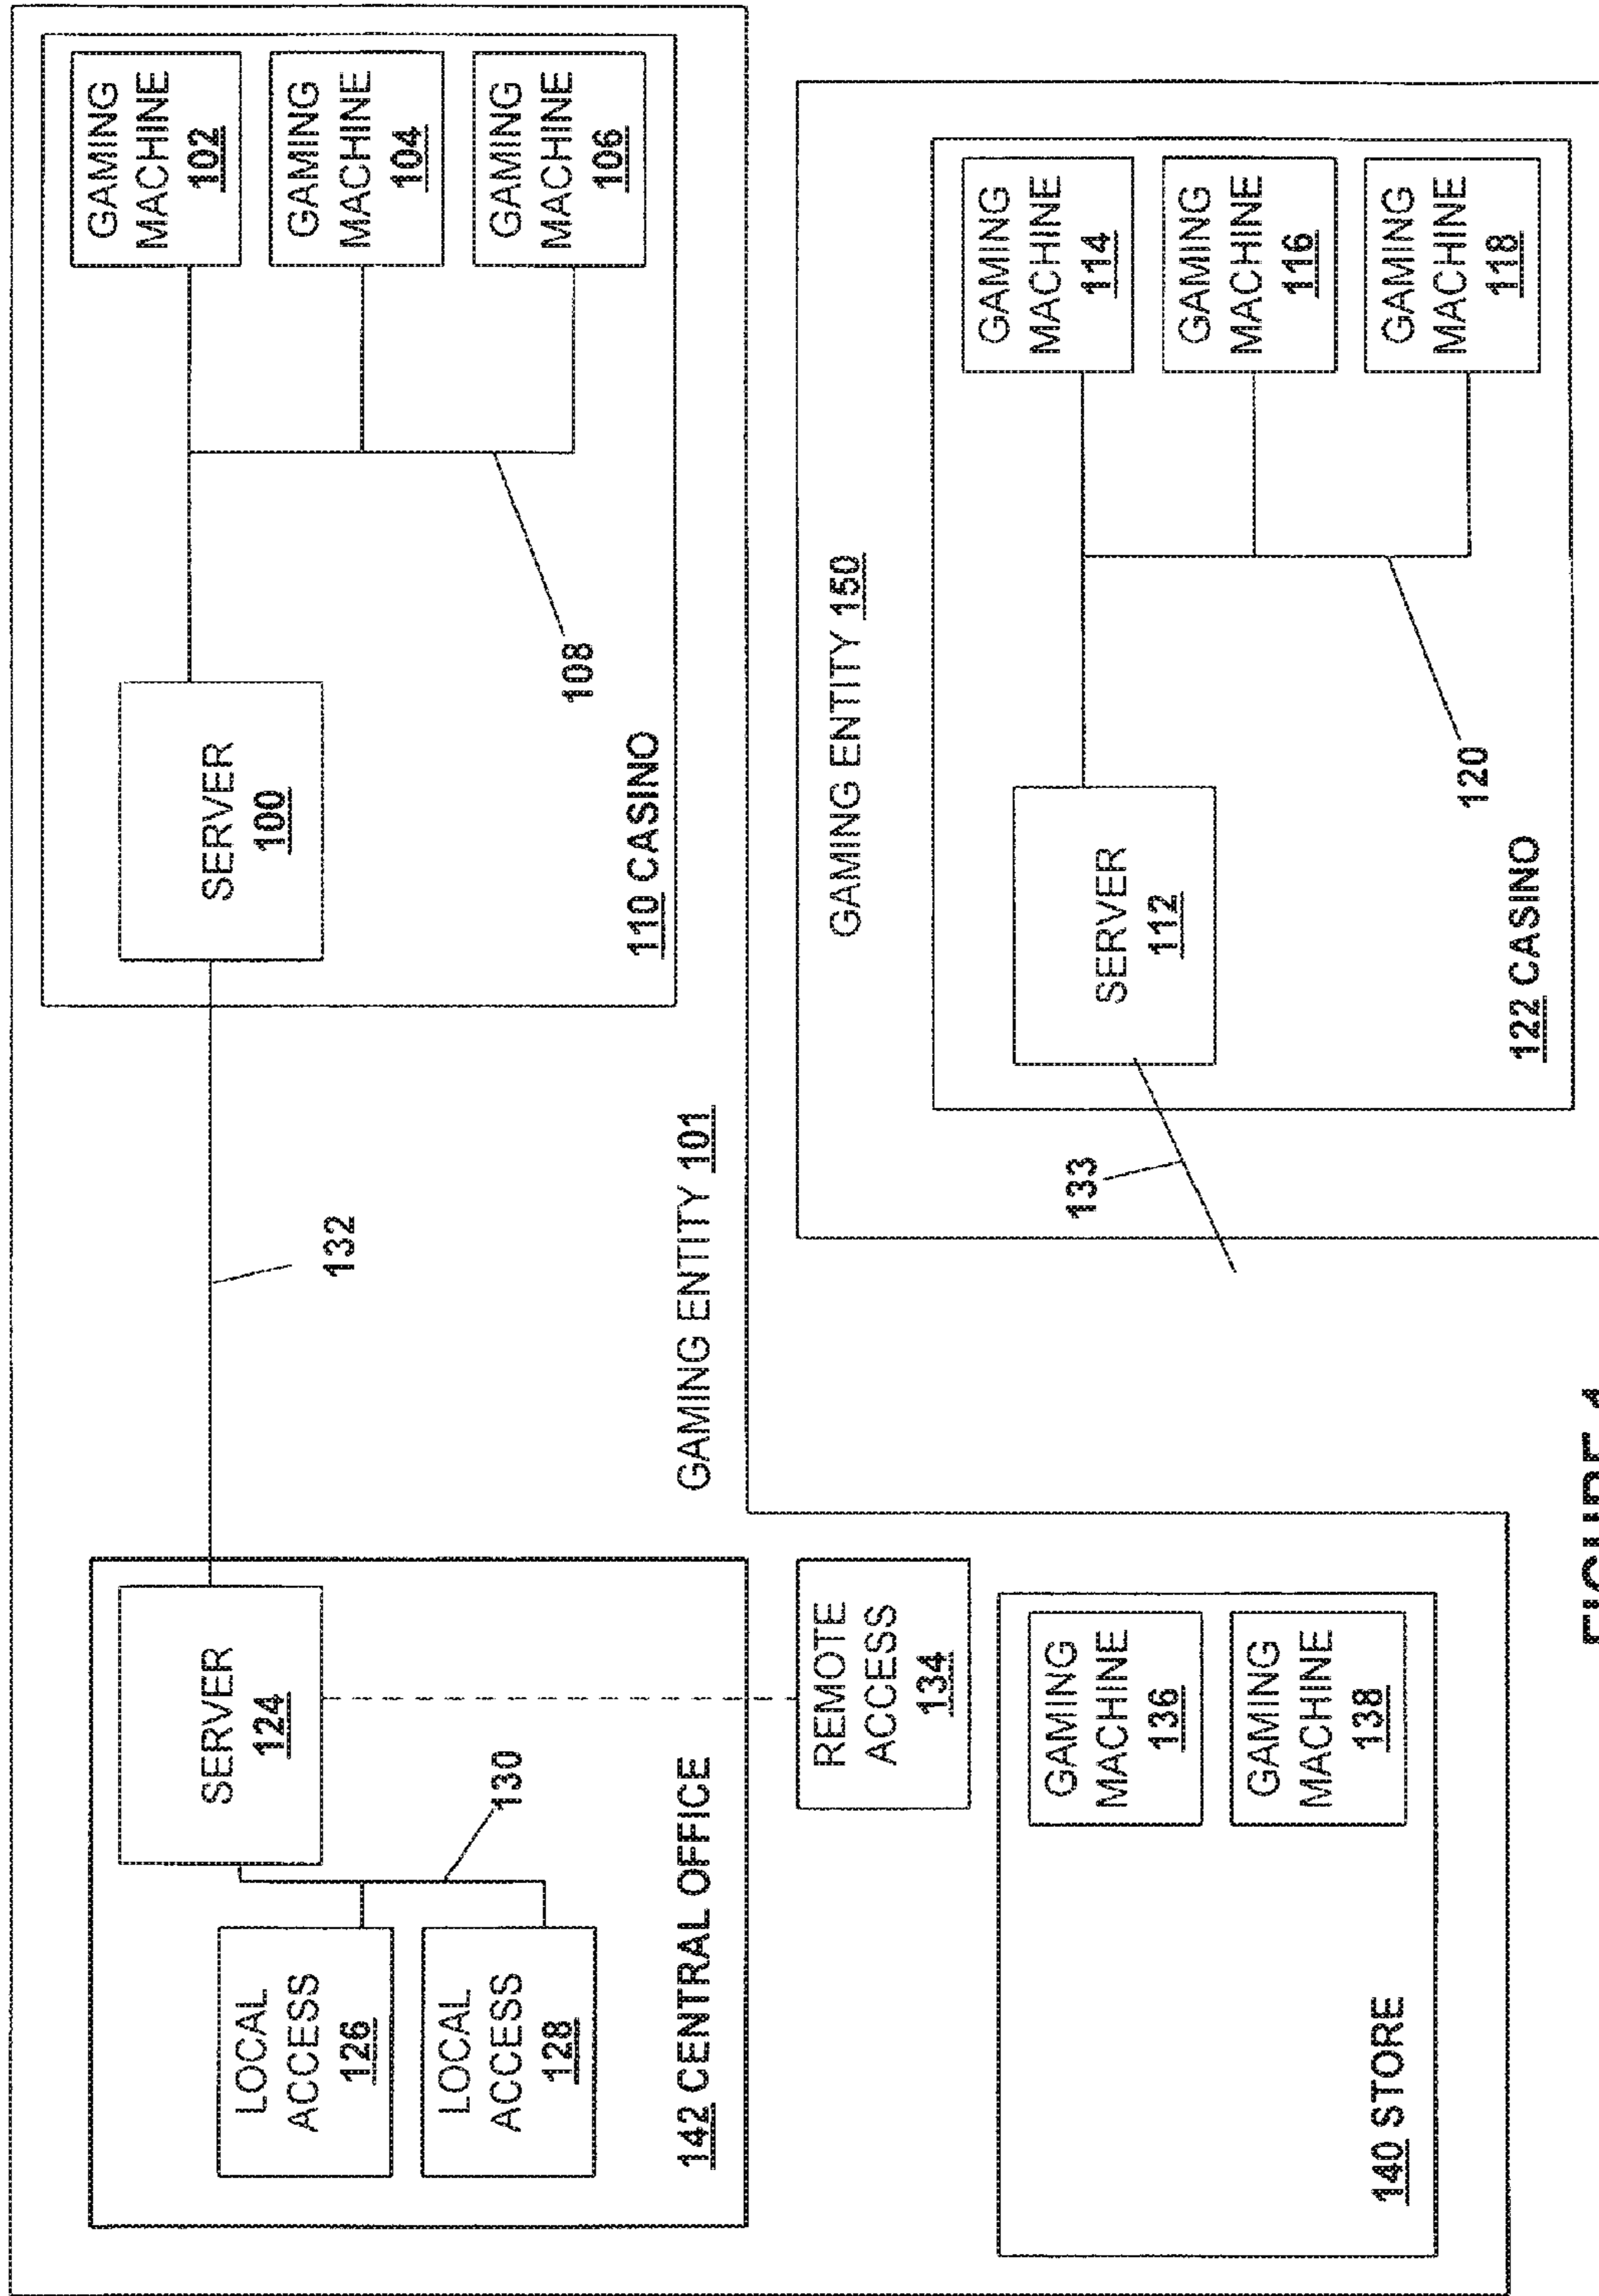 SERVER
124
LOCAL
ACCESS
126
LOCAL
ACCESS
128
130
142 CENTRAL OFFICE
132
SERVER
100
GAMING
MACHINE
102
GAMING
MACHINE
104
GAMING
MACHINE
106
108
110 CASINO
GAMING ENTITY 101
REMOTE
ACCESS
134
GAMING
MACHINE
136
GAMING
MACHINE
138
140 STORE
GAMING ENTITY 150
133
SERVER
112
GAMING
MACHINE
114
GAMING
MACHINE
116
GAMING
MACHINE
118
120
122 CASINO
FIGURE 1